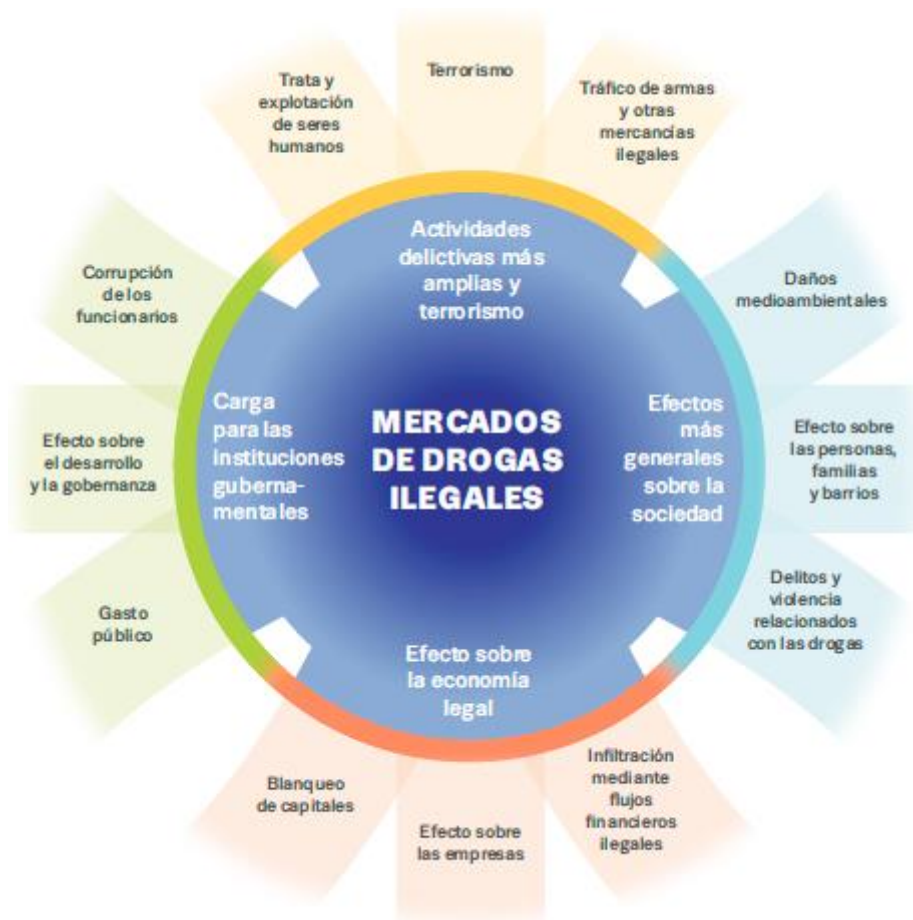 Terrorismo
Trata y
explotación
de seres
humanos
Tráfico de armas
y otras
mercancías
ilegales
Actividades
delictivas más
amplias y
terrorismo
Corrupción
de los
funcionarios
Daños
medioambientales
Carga
para las
instituciones
guberna-
mentales
MERCADOS
DE DROGAS
ILEGALES
Efectos
más
generales
sobre la
sociedad
Efecto sobre
el desarrollo
y la gobernanza
Efecto sobre
las personas,
familias
y barrios
Gasto
público
Delitos y
violencia
relacionados
con las drogas
Efecto sobre
la economía
legal
Blanqueo
de capitales
Efecto sobre
las empresas
Infiltración
mediante
flujos
financieros
ilegales